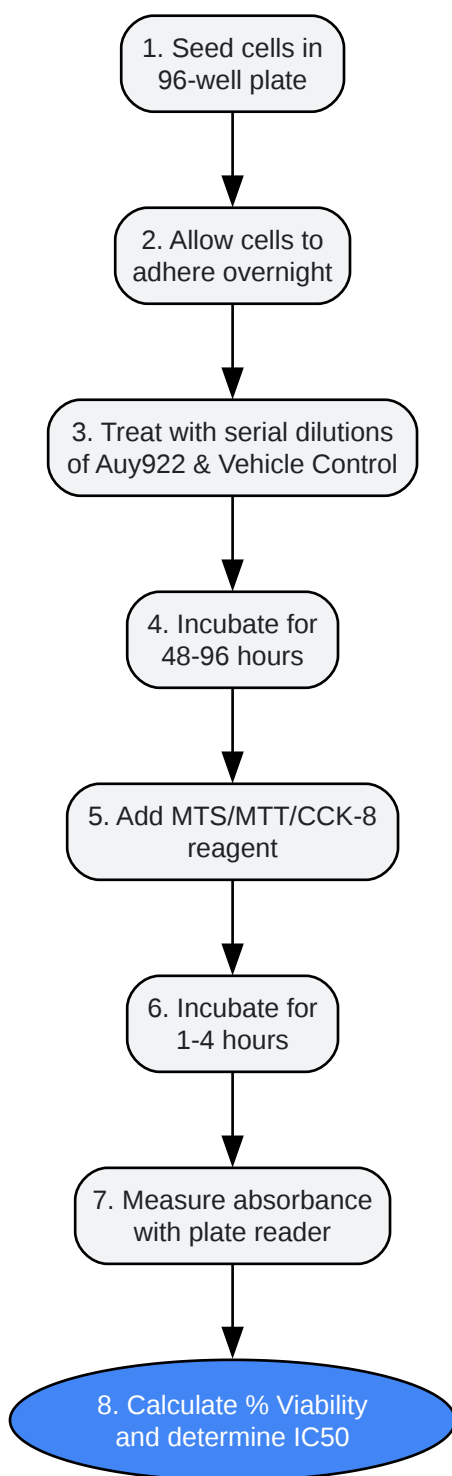 1. Seed cells in
96-well plate
2. Allow cells to
adhere overnight
3. Treat with serial dilutions
of Auy922 & Vehicle Control
4. Incubate for
48-96 hours
5. Add MTS/MTT/CCK-8
reagent
6. Incubate for
1-4 hours
7. Measure absorbance
with plate reader
8. Calculate % Viability
and determine IC50